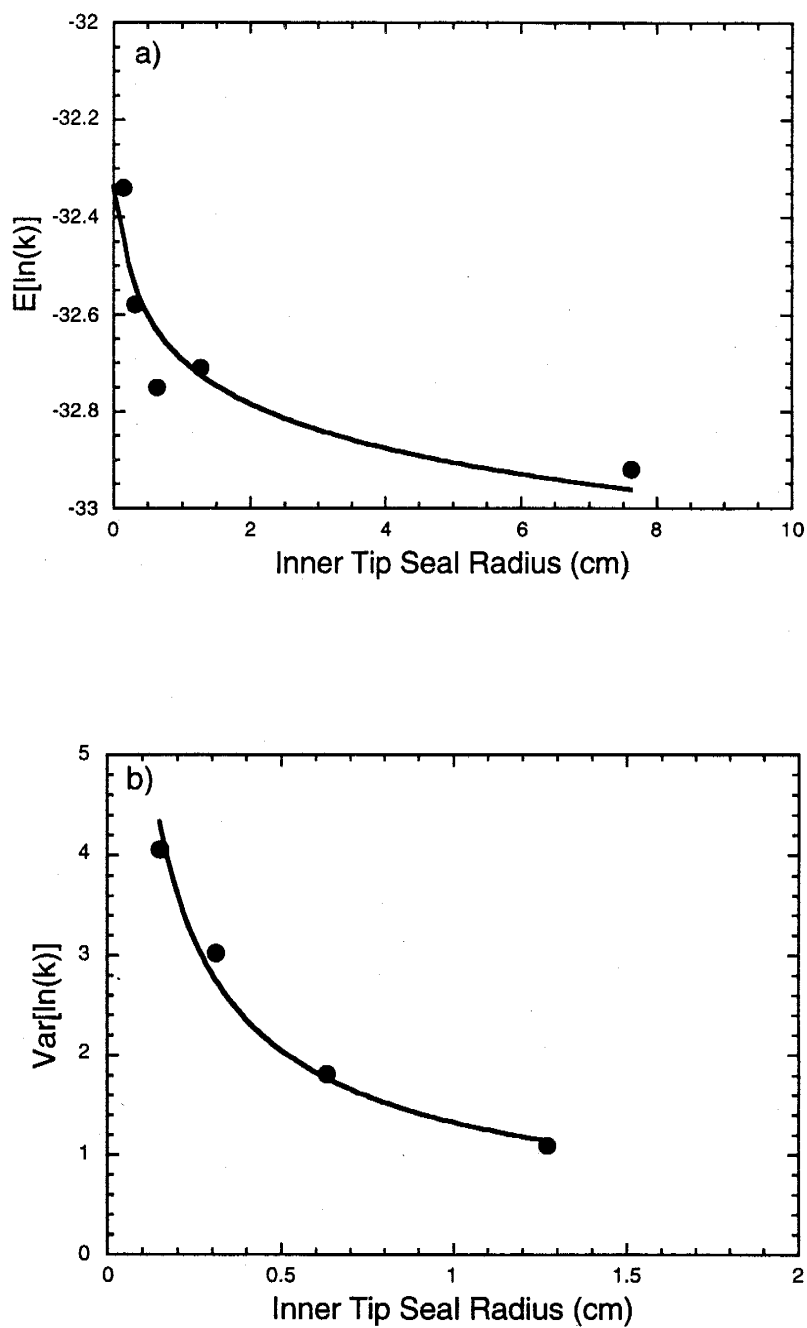 -32
a)
-32.2
-32.4
E[ln(k)]
-32.6
-32.8
-33
0 2 4 6 8 10
Inner Tip Seal Radius (cm)
5
b)
4
3
Var[ln(k)]
2
1
0
0 0.5 1 1.5 2
Inner Tip Seal Radius (cm)